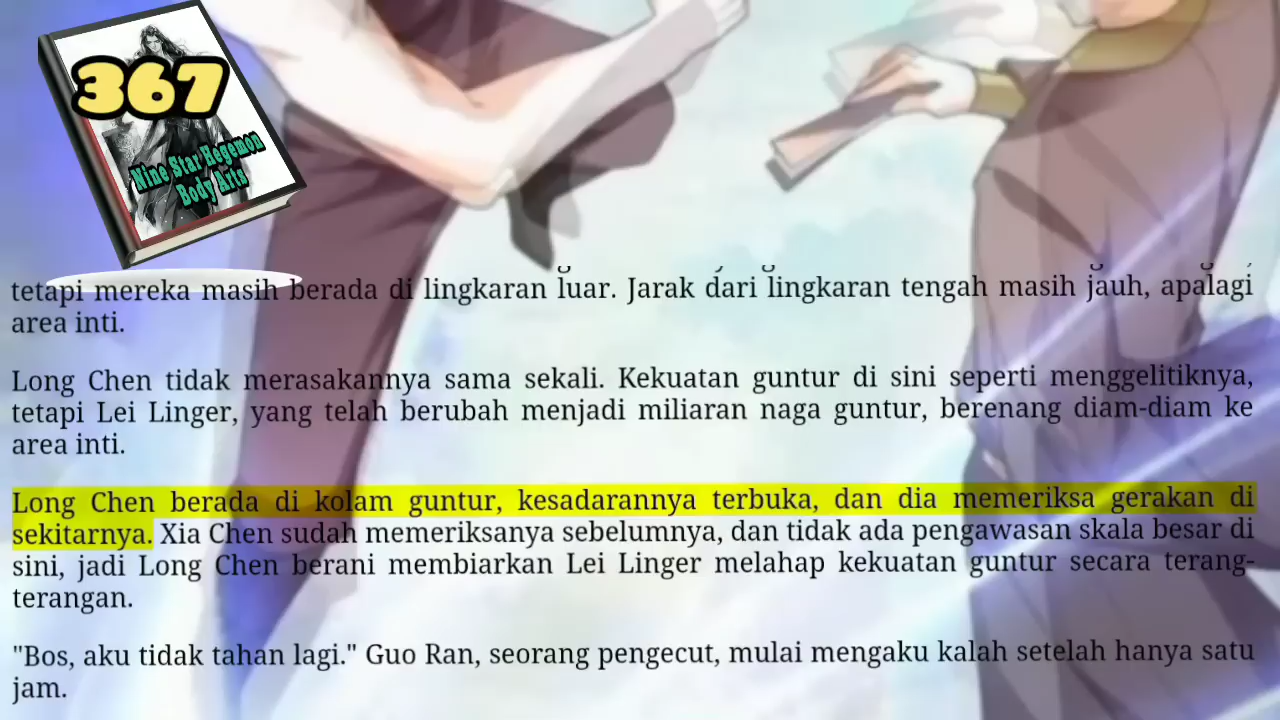 367
Nine Star Hegemon
Body Arts
tetapi mereka masih berada di lingkaran luar. Jarak dari lingkaran tengah masih jauh, apalagi
area inti.
Long Chen tidak merasakannya sama sekali. Kekuatan guntur di sini seperti menggelitiknya,
tetapi Lei Linger, yang telah berubah menjadi miliaran naga guntur, berenang diam-diam ke
area inti.
Long Chen berada di kolam guntur, kesadarannya terbuka, dan dia memeriksa gerakan di
sekitarnya. Xia Chen sudah memeriksanya sebelumnya, dan tidak ada pengawasan skala besar di
sini, jadi Long Chen berani membiarkan Lei Linger melahap kekuatan guntur secara terang-
terangan.
"Bos, aku tidak tahan lagi." Guo Ran, seorang pengecut, mulai mengaku kalah setelah hanya satu
jam.